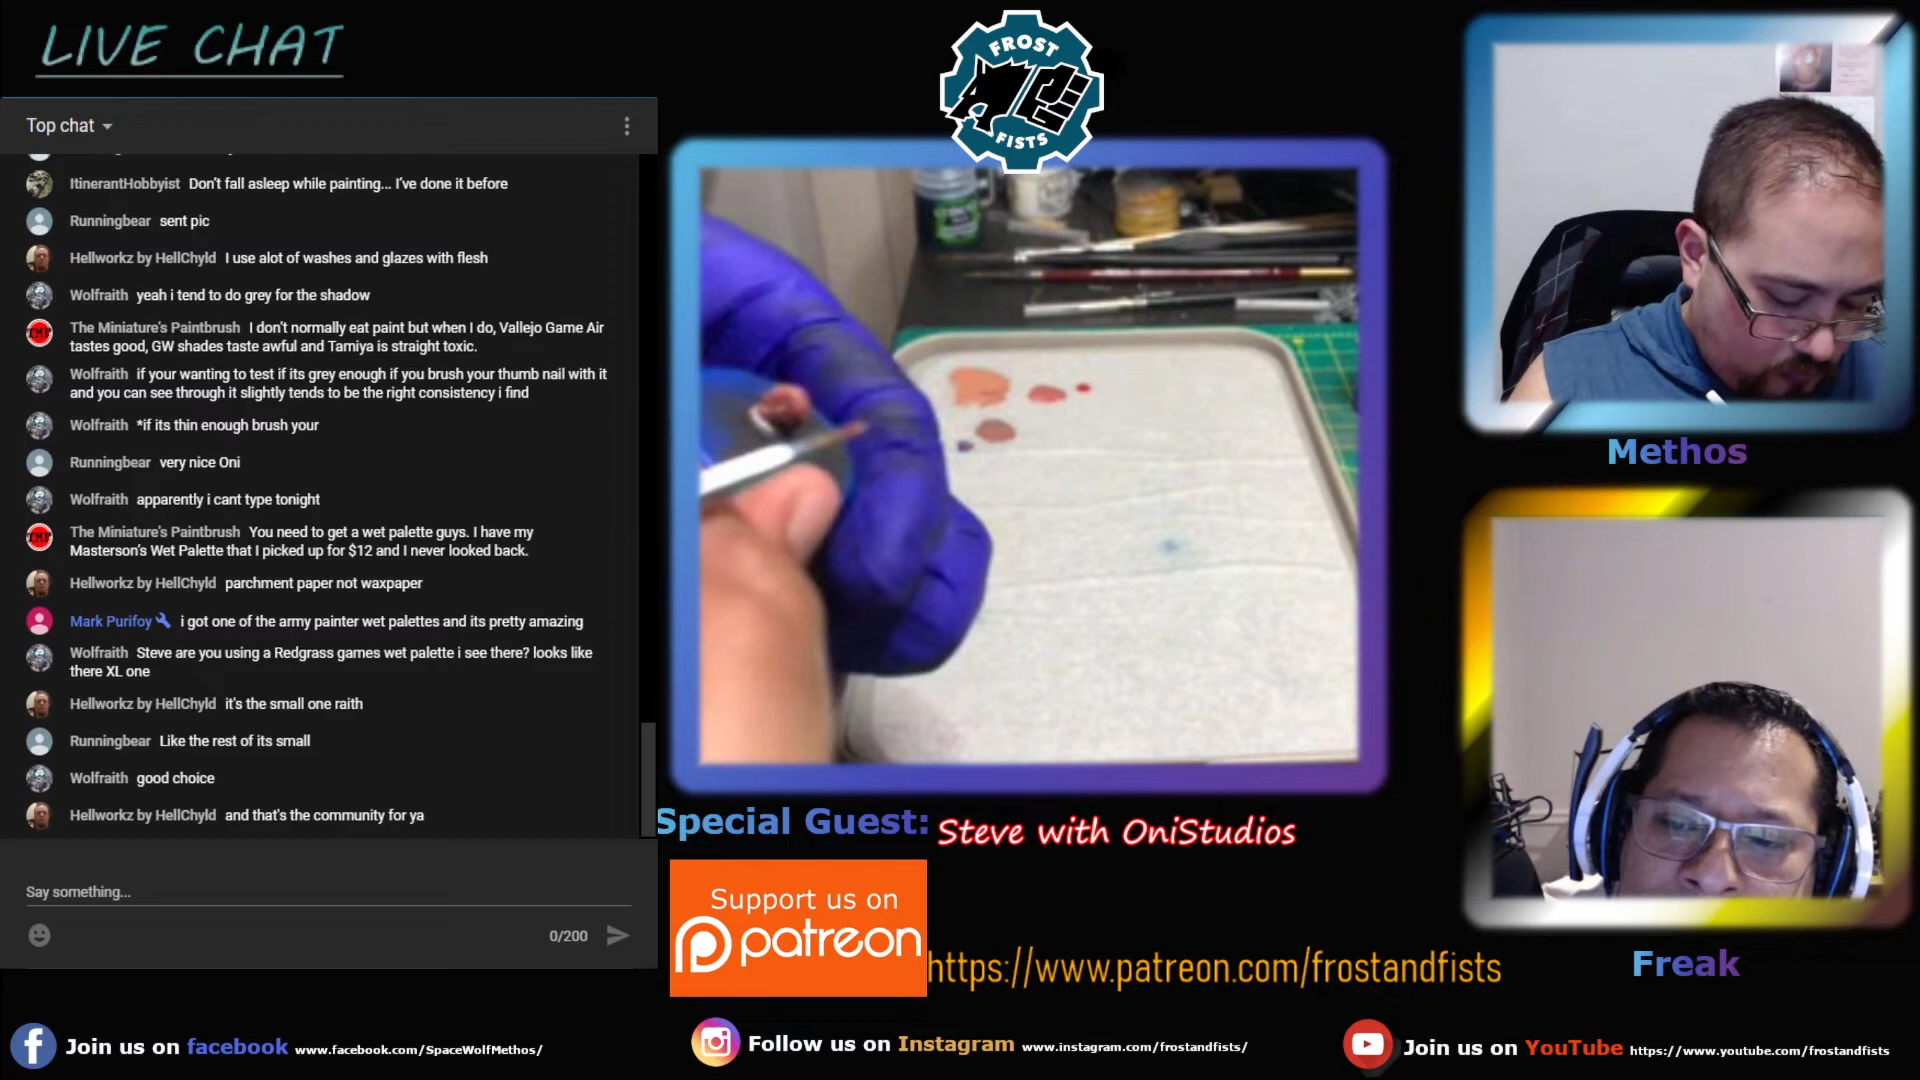 LIVE CHAT
Top chat
ItinerantHobbyist Don't fall asleep while painting... I've done it before
Runningbear sent pic
Hellworkz by HellChyld I use alot of washes and glazes with flesh
Wolfraith yeah i tend to do grey for the shadow
The Miniature's Paintbrush I don't normally eat paint but when I do, Vallejo Game Air
tastes good, GW shades taste awful and Tamiya is straight toxic.
Wolfraith if your wanting to test if its grey enough if you brush your thumb nail with it
and you can see through it slightly tends to be the right consistency i find
Wolfraith *if its thin enough brush your
Runningbear very nice Oni
Wolfraith apparently i cant type tonight
The Miniature's Paintbrush You need to get a wet palette guys. I have my
Masterson's Wet Palette that I picked up for $12 and I never looked back.
Hellworkz by HellChyld parchment paper not waxpaper
Mark Purifoy i got one of the army painter wet palettes and its pretty amazing
Wolfraith Steve are you using a Redgrass games wet palette i see there? looks like
there XL one
Hellworkz by HellChyld it's the small one raith
Runningbear Like the rest of its small
Wolfraith good choice
Hellworkz by HellChyld and that's the community for ya
Say something...
0/200
FROST
FISTS
Special Guest: Steve with OniStudios
Support us on
patreon
https://www.patreon.com/frostandfists
Methos
Freak
Join us on facebook www.facebook.com/SpaceWolfMethos/
Follow us on Instagram www.instagram.com/frostandfists/
Join us on YouTube https://www.youtube.com/frostandfists